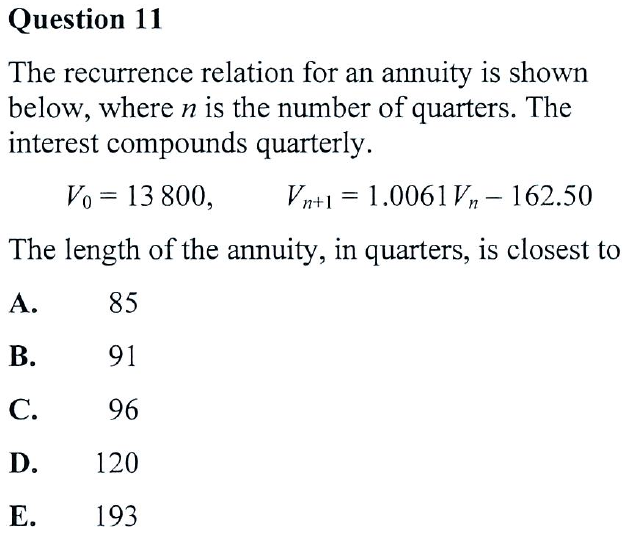 Question 11
The recurrence relation for an annuity is shown
below, where n is the number of quarters. The
interest compounds quarterly.
V₀ = 13 800, Vₙ₊₁ = 1.0061Vₙ – 162.50
The length of the annuity, in quarters, is closest to
A. 85
B. 91
C. 96
D. 120
E. 193